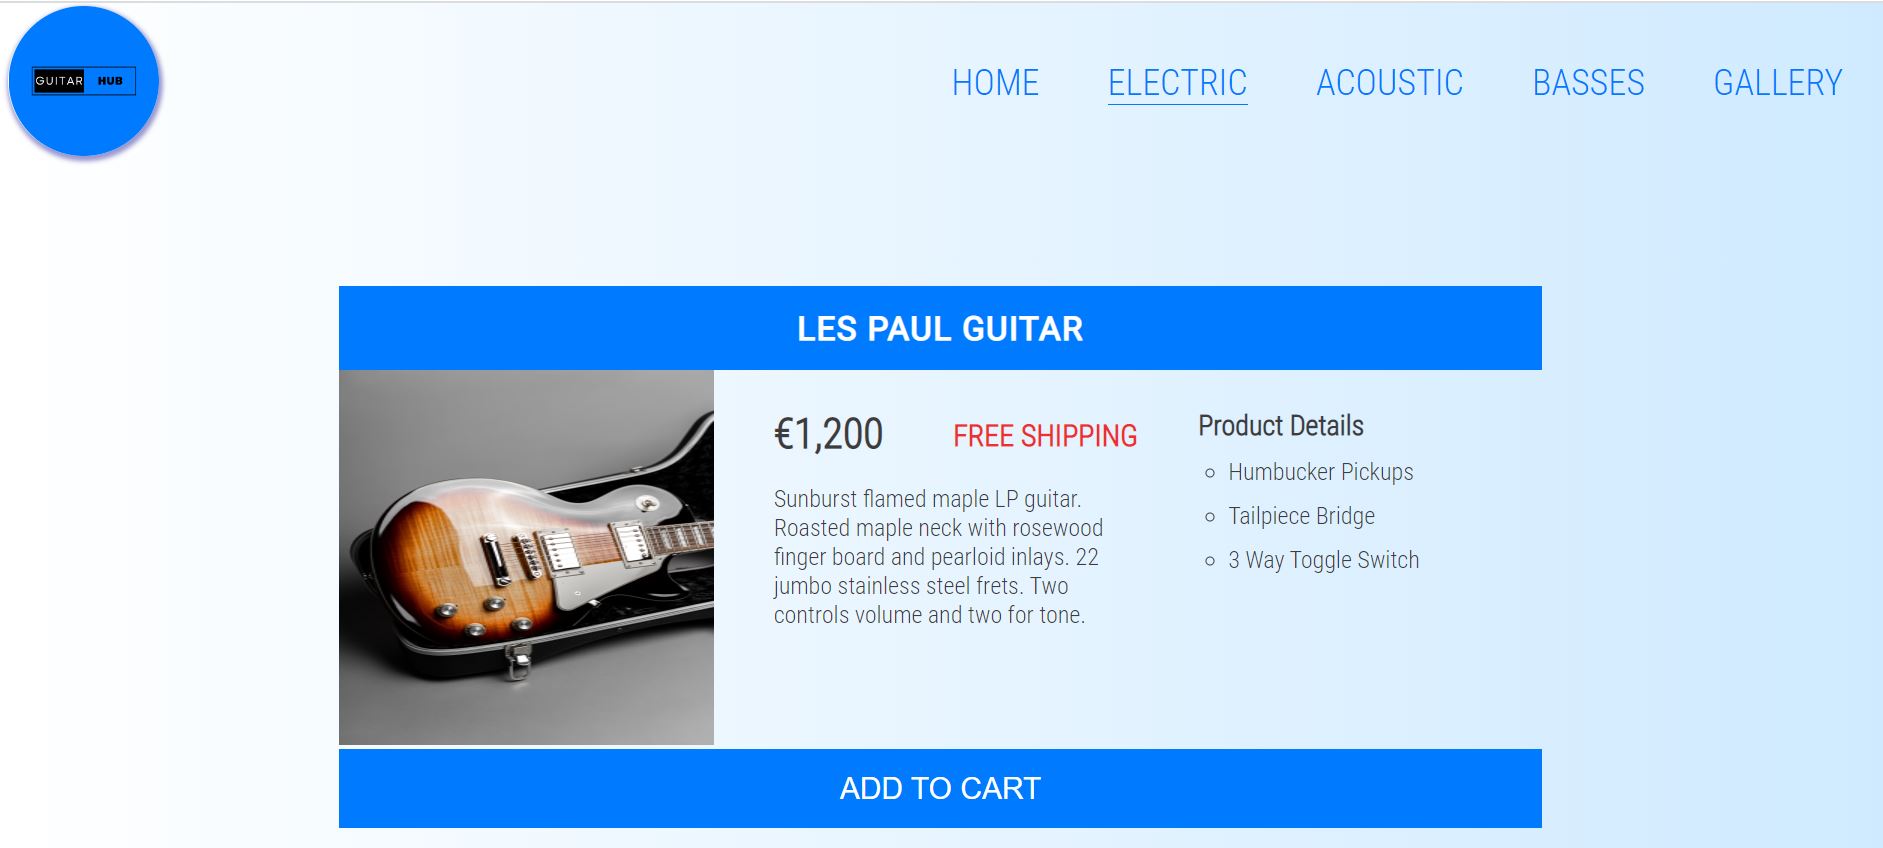 GUITAR HUB
HOME ELECTRIC ACOUSTIC BASSES GALLERY
LES PAUL GUITAR
€1,200 FREE SHIPPING
Sunburst flamed maple LP guitar.
Roasted maple neck with rosewood
finger board and pearloid inlays. 22
jumbo stainless steel frets. Two
controls volume and two for tone.
Product Details
Humbucker Pickups
Tailpiece Bridge
3 Way Toggle Switch
ADD TO CART